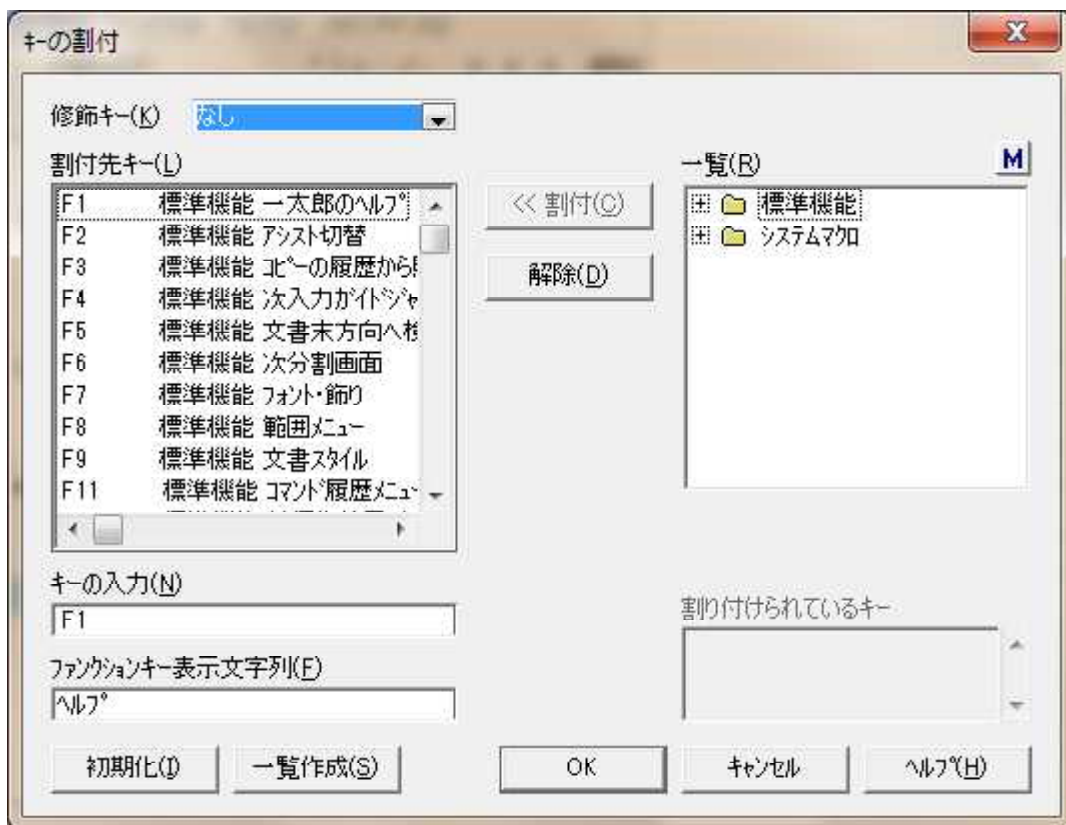 ｷｰの割付
修飾キー(K) なし
割付先キー(L)
F1 標準機能 一太郎のﾍﾙﾌﾟ
F2 標準機能 ｱｼｽﾄ切替
F3 標準機能 ｺﾋﾟｰの履歴から
F4 標準機能 次入力ｶﾞｲﾄﾞｼﾞｬ
F5 標準機能 文書末方向へ検
F6 標準機能 次分割画面
F7 標準機能 ﾌｫﾝﾄ･飾り
F8 標準機能 範囲ﾒﾆｭｰ
F9 標準機能 文書ｽﾀｲﾙ
F11 標準機能 ｺﾏﾝﾄﾞ履歴ﾒﾆｭｰ
<< 割付(C)
解除(D)
一覧(R)
M
標準機能
ｼｽﾃﾑﾏｸﾛ
キーの入力(N)
F1
ﾌｧﾝｸｼｮﾝキー表示文字列(F)
ﾍﾙﾌﾟ
割り付けられているキー
初期化(I)
一覧作成(S)
OK
ｷｬﾝｾﾙ
ﾍﾙﾌﾟ(H)